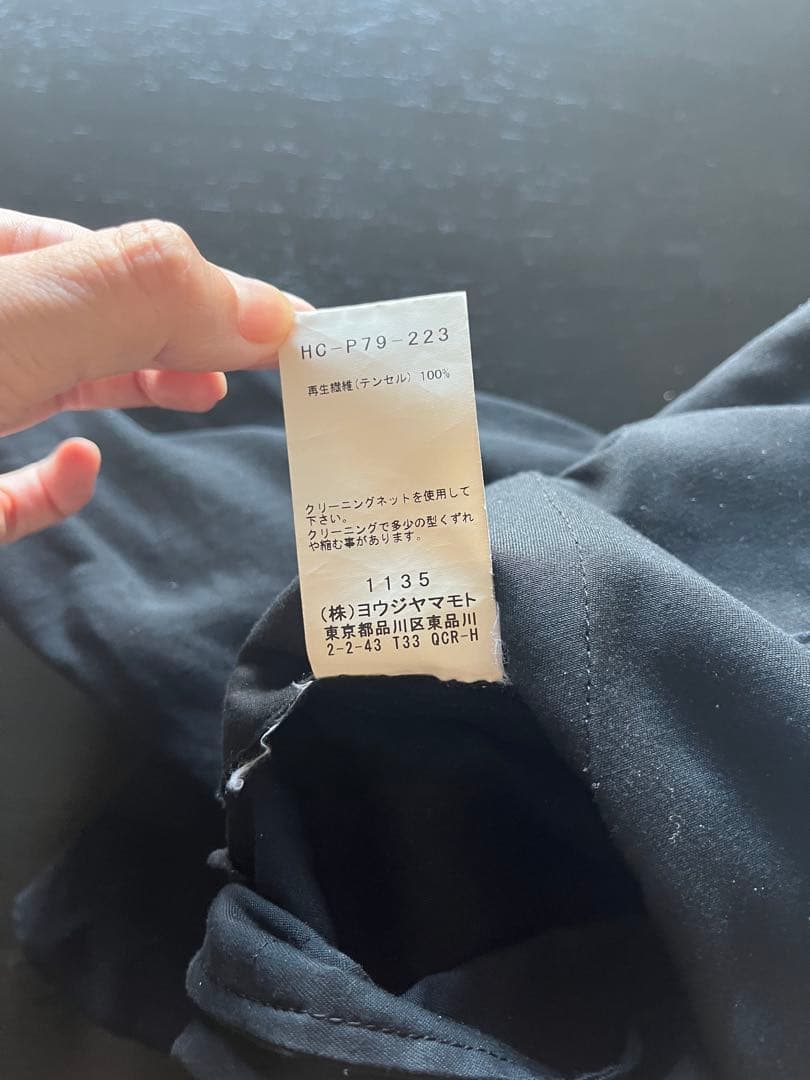 HC-P79-223
再生繊維(テンセル) 100%
クリーニングネットを使用して
下さい。
クリーニングで多少の型くずれ
や縮む事があります。
1135
(株)ヨウジヤマモト
東京都品川区東品川
2-2-43 T33 QCR-H